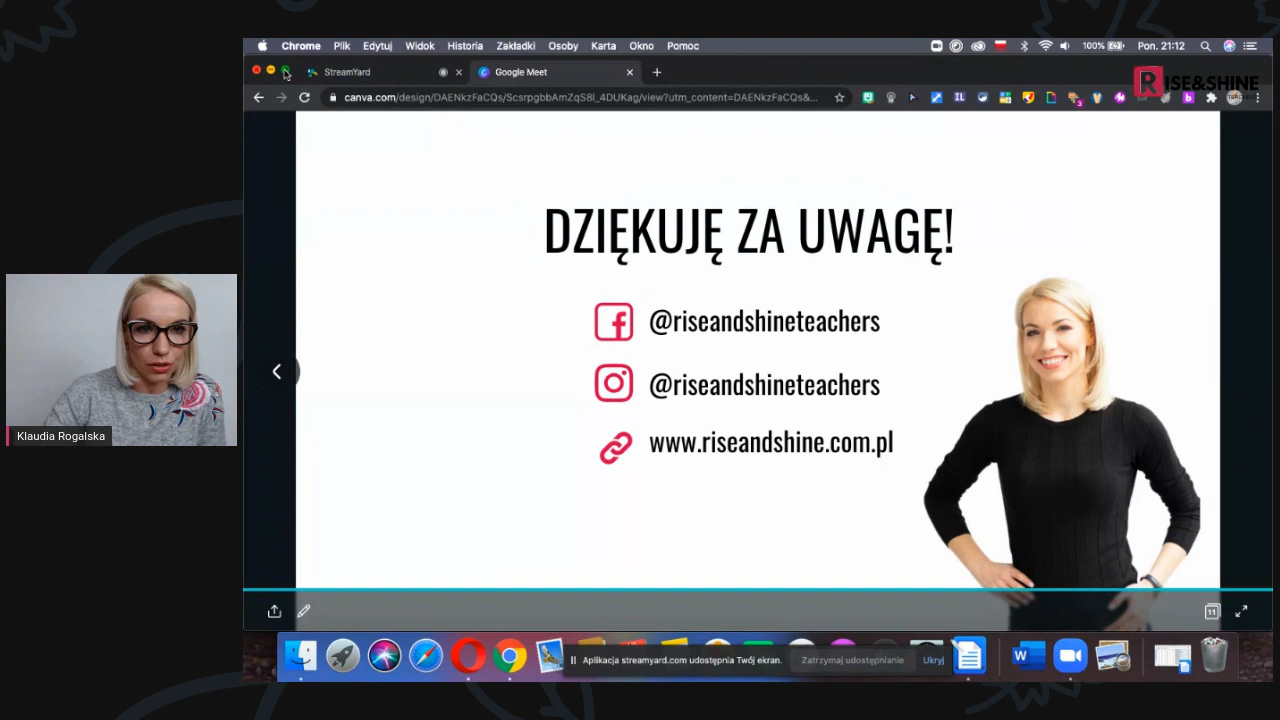 Chrome Plik Edytuj Widok Historia Zakładki Osoby Karta Okno Pomoc
100% Pon. 21:12
StreamYard
Google Meet
canva.com/design/DAENkzFaCQs/ScsrpgbbAmZqS8l_4DUKag/view?utm_content=DAENkzFaCQs&...
RISE&SHINE
DZIĘKUJĘ ZA UWAGĘ!
@riseandshineteachers
@riseandshineteachers
www.riseandshine.com.pl
Klaudia Rogalska
11
Aplikacja streamyard.com udostępnia Twój ekran. Zatrzymaj udostępnianie Ukryj